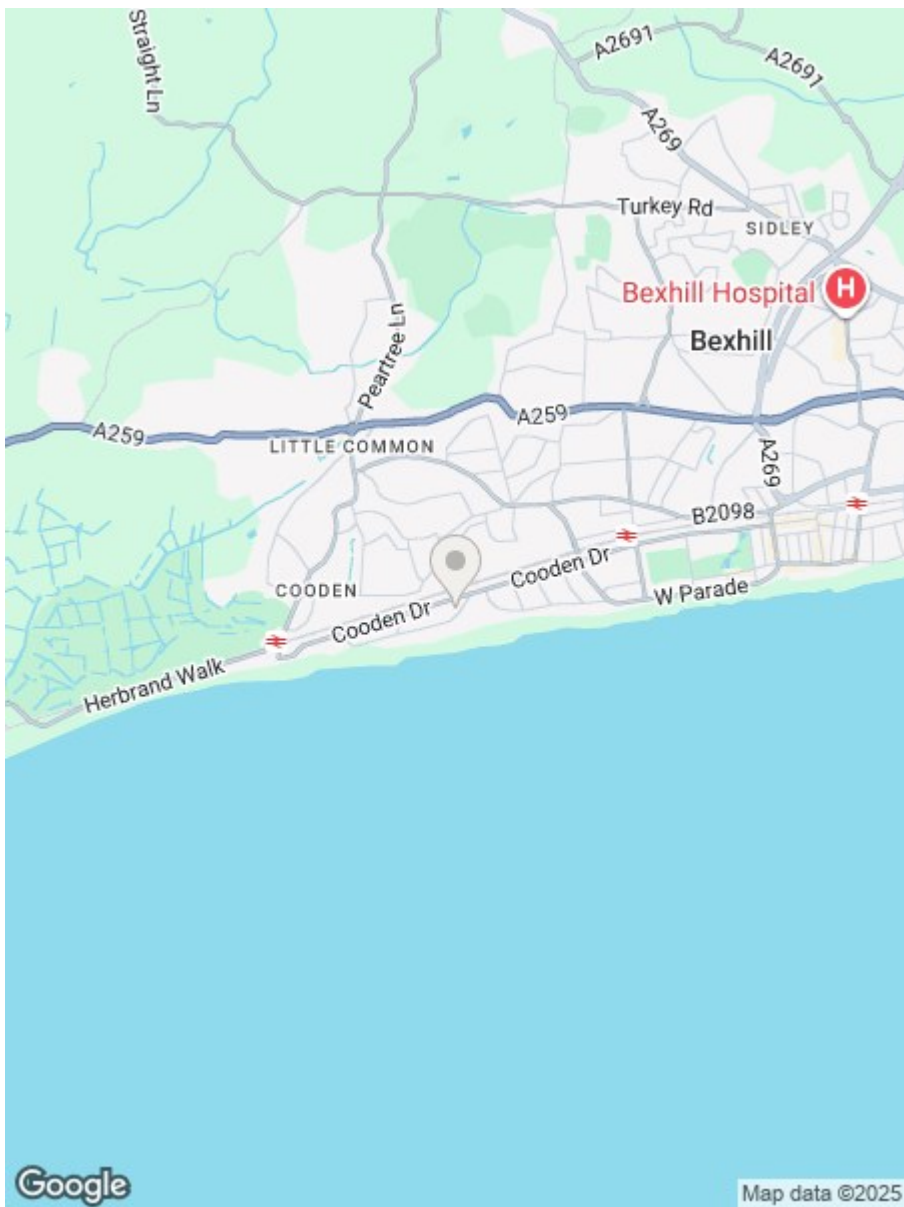 Straight Ln
A2691
A2691
A269
Turkey Rd
SIDLEY
Bexhill Hospital
H
Bexhill
Peartree Ln
A259
A259
LITTLE COMMON
A269
B2098
COODEN
Cooden Dr
Cooden Dr
W Parade
Herbrand Walk
Google
Map data ©2025